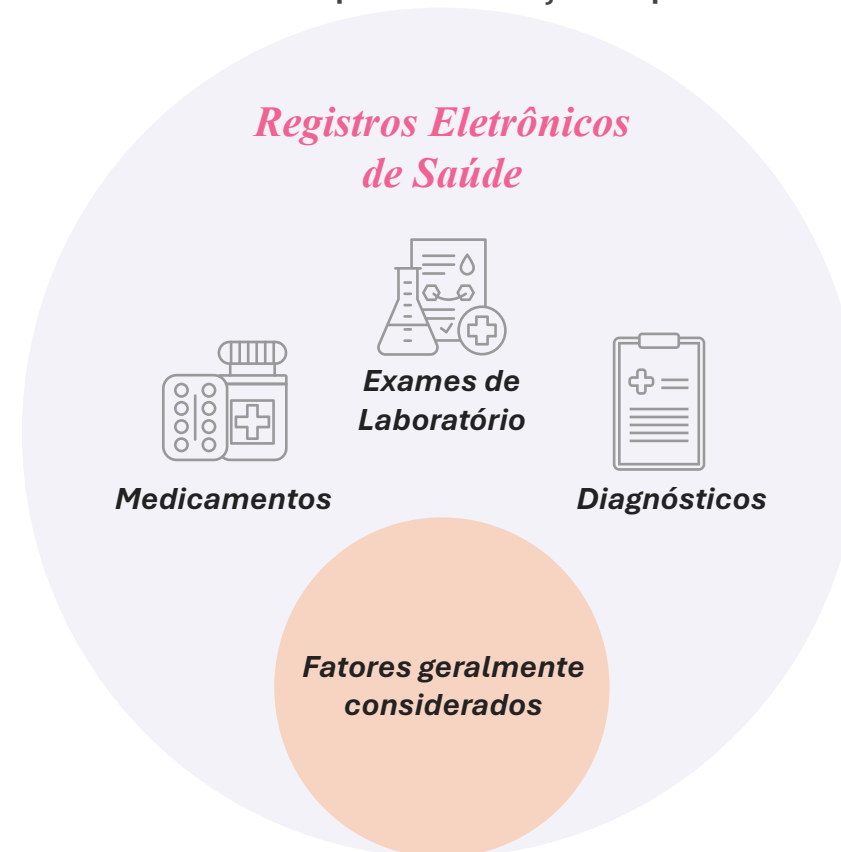 Registros Eletrônicos
de Saúde
Exames de
Laboratório
Medicamentos
Diagnósticos
Fatores geralmente
considerados